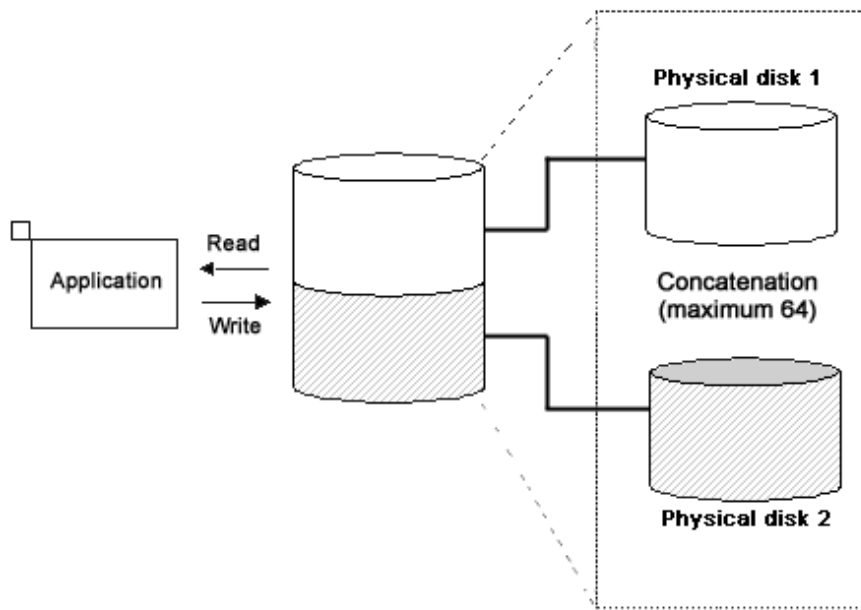 Physical disk 1
Read
Application
Write
Concatenation
(maximum 64)
Physical disk 2